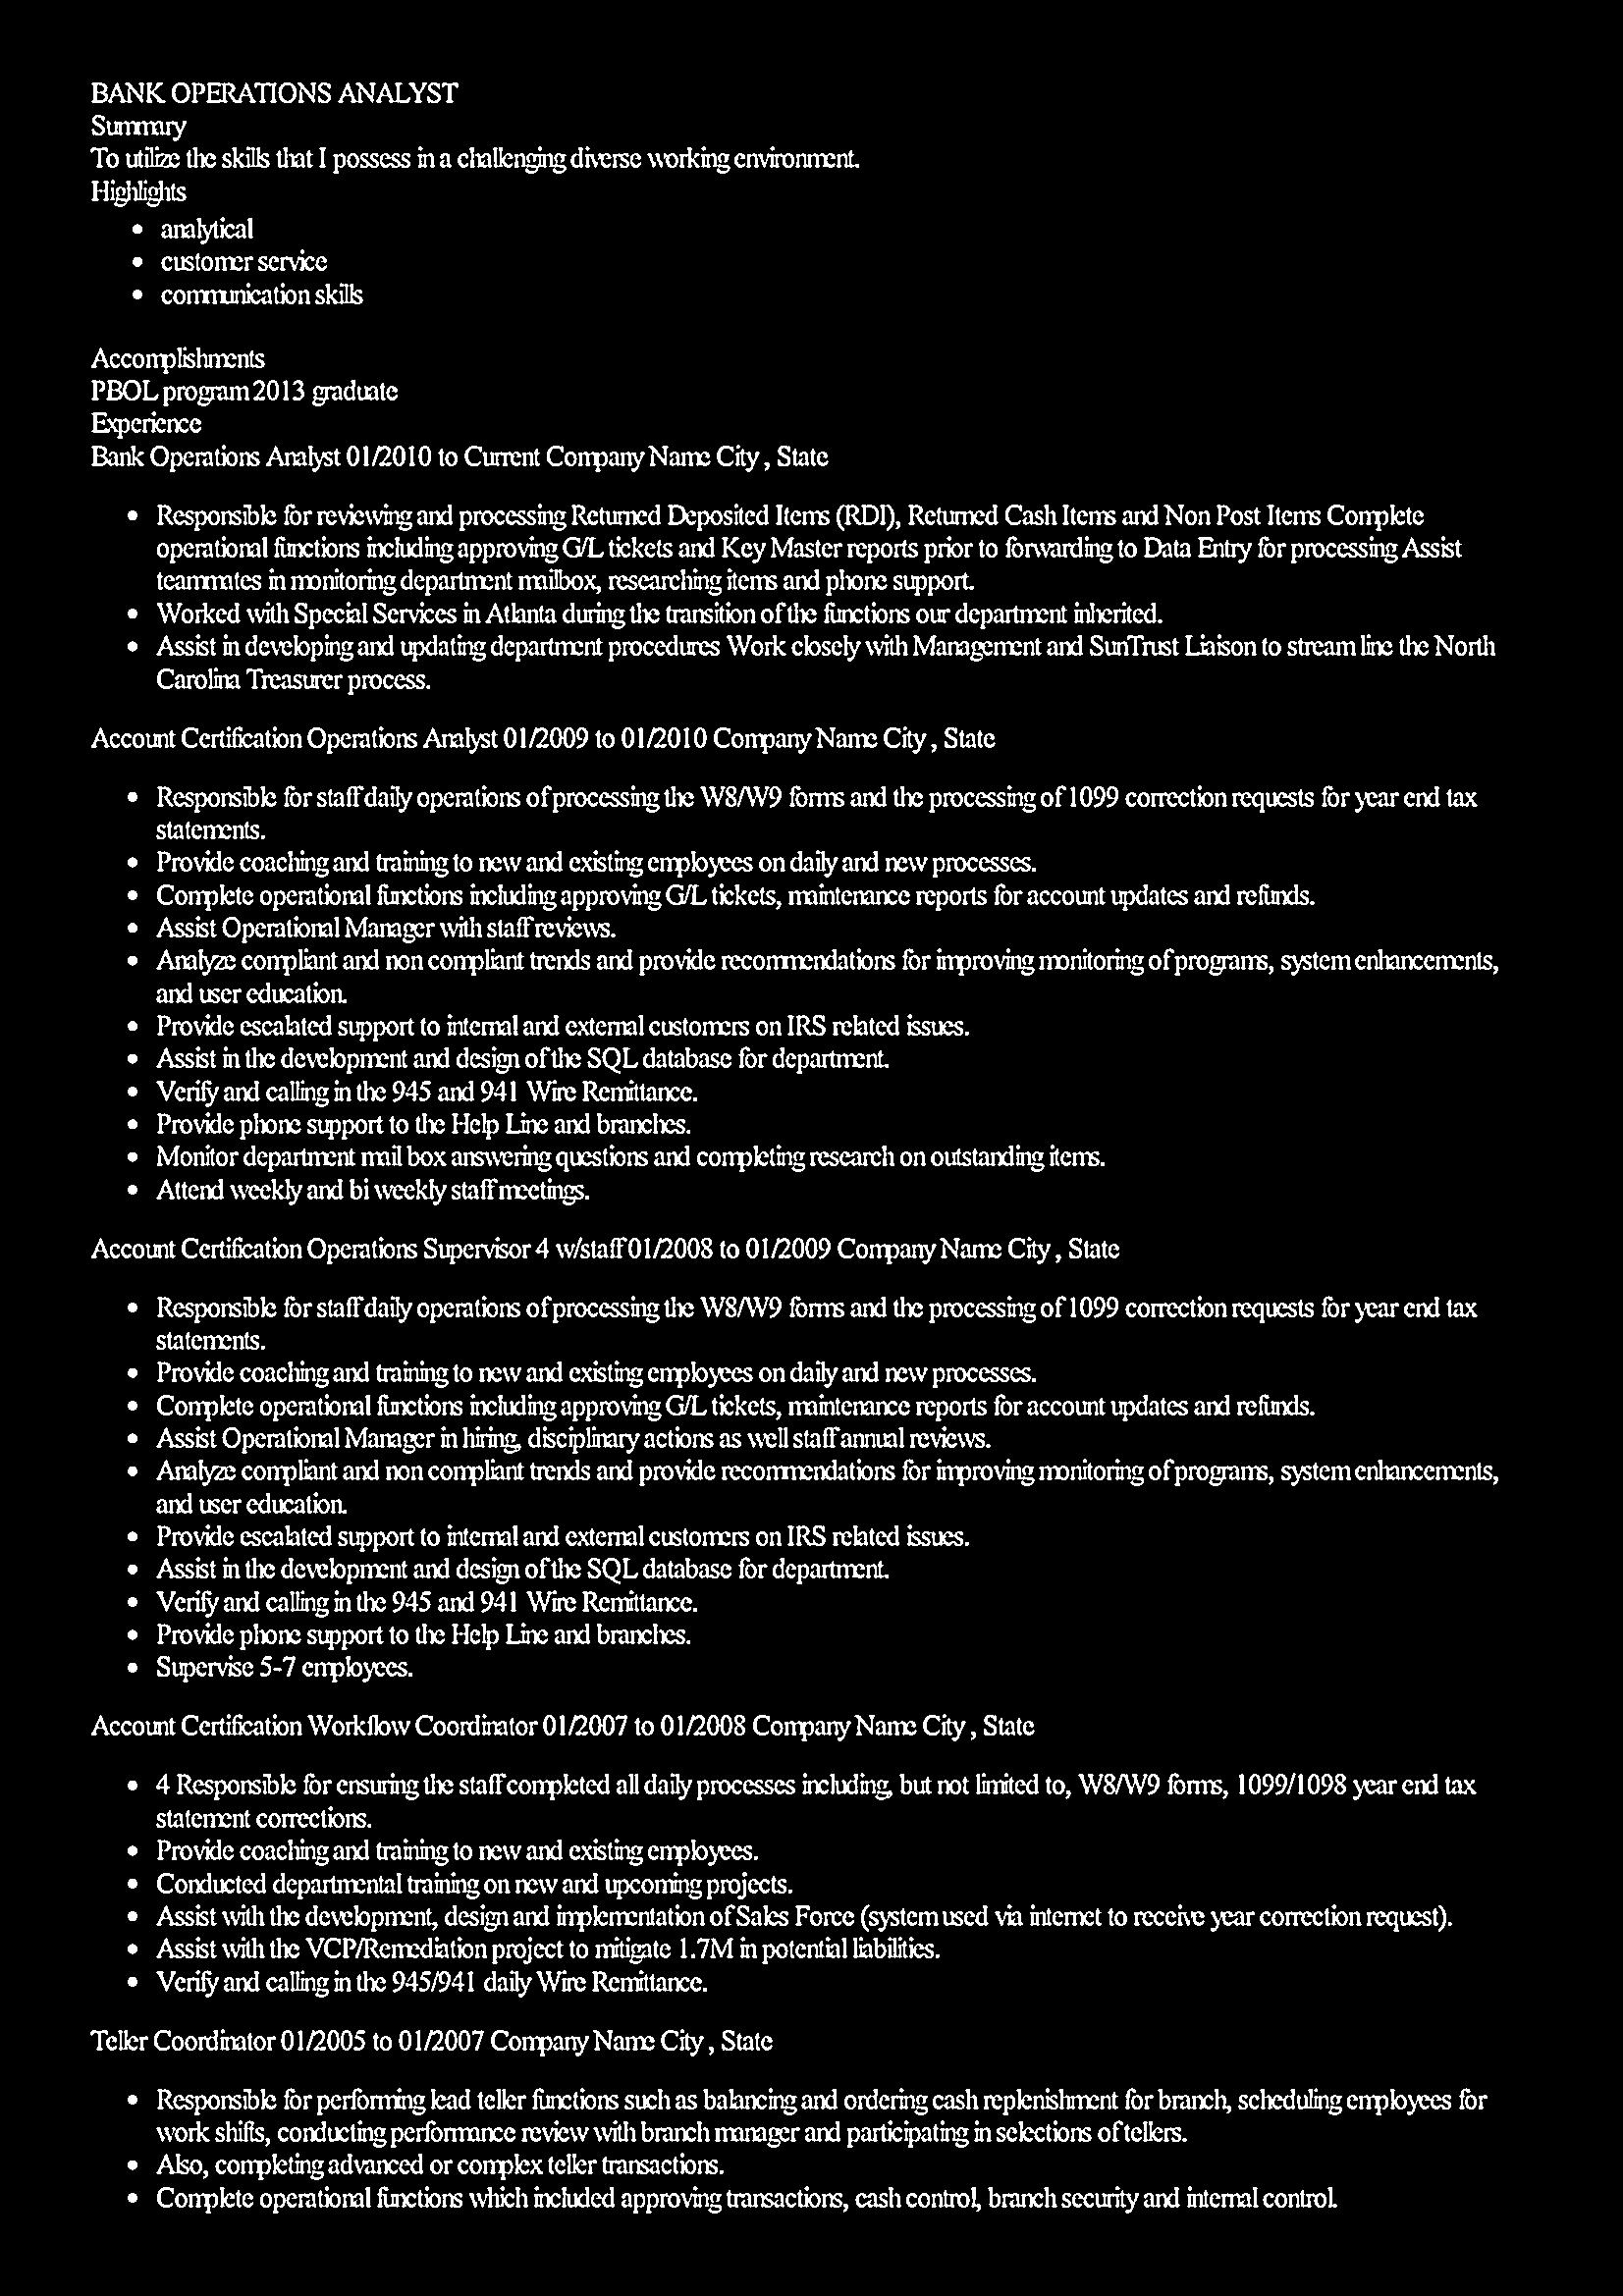 BANK OPERATIONS ANALYST
Summary
To utilize the skills that I possess in a challenging diverse working environment.
Highlights
• analytical
• customer service
• communication skills
Accomplishments
PBOL program 2013 graduate
Experience
Bank Operations Analyst 01/2010 to Current Company Name City , State
• Responsible for reviewing and processing Returned Deposited Items (RDI), Returned Cash Items and Non Post Items Complete
operational functions including approving G/L tickets and Key Master reports prior to forwarding to Data Entry for processing Assist
teammates in monitoring department mailbox, researching items and phone support.
• Worked with Special Services in Atlanta during the transition of the functions our department inherited.
• Assist in developing and updating department procedures Work closely with Management and SunTrust Liaison to stream line the North
Carolina Treasurer process.
Account Certification Operations Analyst 01/2009 to 01/2010 Company Name City , State
• Responsible for staff daily operations of processing the W8/W9 forms and the processing of 1099 correction requests for year end tax
statements.
• Provide coaching and training to new and existing employees on daily and new processes.
• Complete operational functions including approving G/L tickets, maintenance reports for account updates and refunds.
• Assist Operational Manager with staff reviews.
• Analyze compliant and non compliant trends and provide recommendations for improving monitoring of programs, system enhancements,
and user education.
• Provide escalated support to internal and external customers on IRS related issues.
• Assist in the development and design of the SQL database for department.
• Verify and calling in the 945 and 941 Wire Remittance.
• Provide phone support to the Help Line and branches.
• Monitor department mail box answering questions and completing research on outstanding items.
• Attend weekly and bi weekly staff meetings.
Account Certification Operations Supervisor 4 w/staff 01/2008 to 01/2009 Company Name City , State
• Responsible for staff daily operations of processing the W8/W9 forms and the processing of 1099 correction requests for year end tax
statements.
• Provide coaching and training to new and existing employees on daily and new processes.
• Complete operational functions including approving G/L tickets, maintenance reports for account updates and refunds.
• Assist Operational Manager in hiring, disciplinary actions as well staff annual reviews.
• Analyze compliant and non compliant trends and provide recommendations for improving monitoring of programs, system enhancements,
and user education.
• Provide escalated support to internal and external customers on IRS related issues.
• Assist in the development and design of the SQL database for department.
• Verify and calling in the 945 and 941 Wire Remittance.
• Provide phone support to the Help Line and branches.
• Supervise 5-7 employees.
Account Certification Workflow Coordinator 01/2007 to 01/2008 Company Name City , State
• 4 Responsible for ensuring the staff completed all daily processes including, but not limited to, W8/W9 forms, 1099/1098 year end tax
statement corrections.
• Provide coaching and training to new and existing employees.
• Conducted departmental training on new and upcoming projects.
• Assist with the development, design and implementation of Sales Force (system used via internet to receive year correction request).
• Assist with the VCP/Remediation project to mitigate 1.7M in potential liabilities.
• Verify and calling in the 945/941 daily Wire Remittance.
Teller Coordinator 01/2005 to 01/2007 Company Name City , State
• Responsible for performing lead teller functions such as balancing and ordering cash replenishment for branch, scheduling employees for
work shifts, conducting performance review with branch manager and participating in selections of tellers.
• Also, completing advanced or complex teller transactions.
• Complete operational functions which included approving transactions, cash control, branch security and internal control.